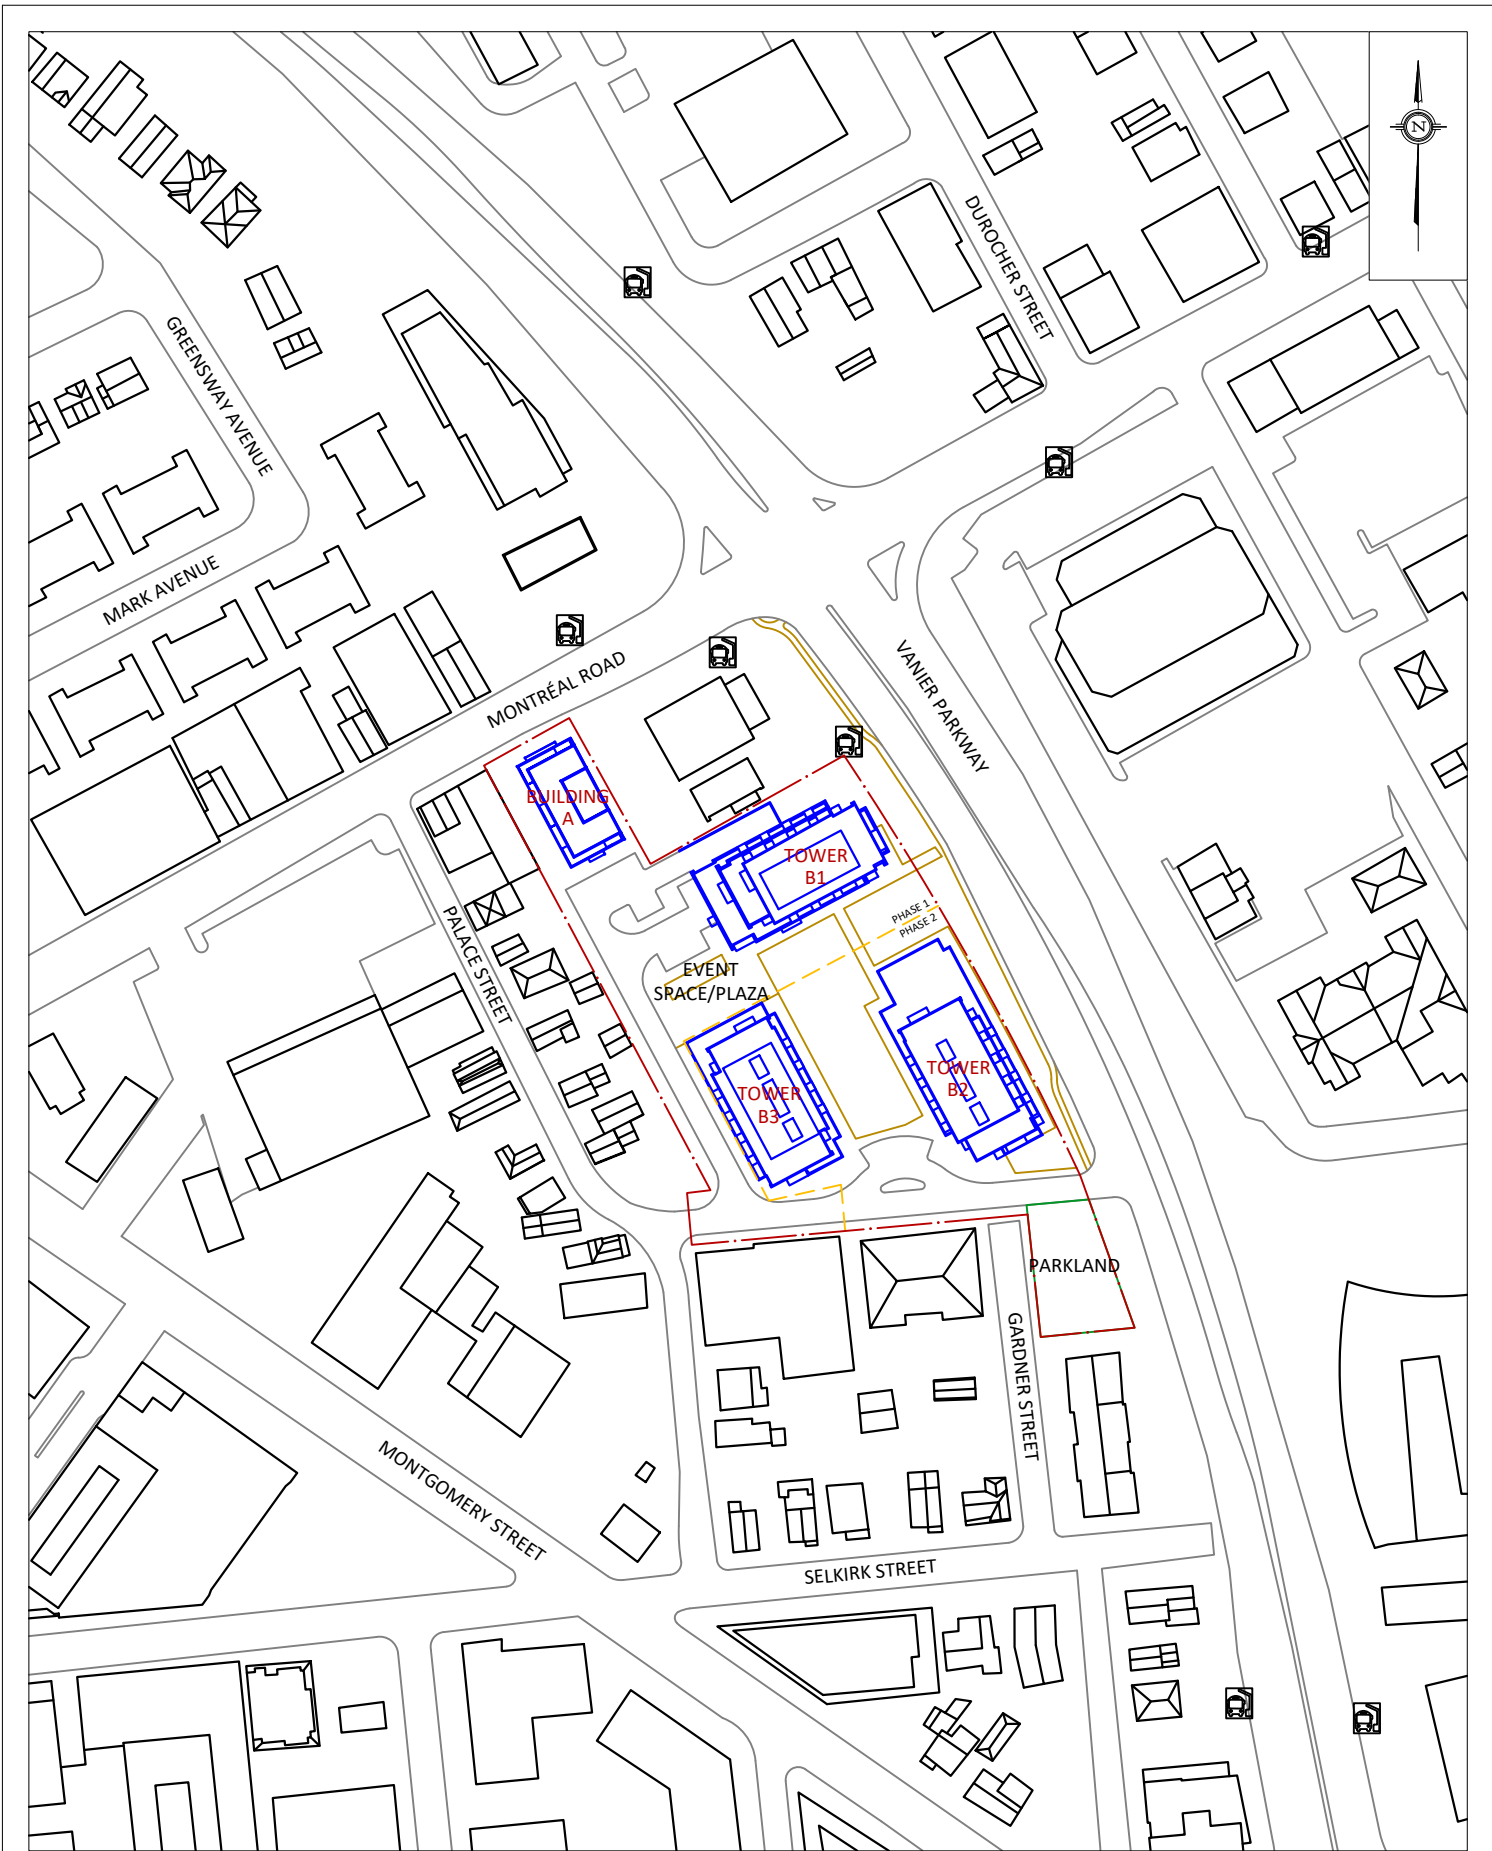 N
DUROCHER STREET
GREENSWAY AVENUE
MARK AVENUE
MONTRÉAL ROAD
VANIER PARKWAY
BUILDING
A
TOWER
B1
PALACE STREET
PHASE 1
PHASE 2
EVENT
SRACE/PLAZA
TOWER
B2
TOWER
B3
PARKLAND
GARDNER STREET
MONTGOMERY STREET
SELKIRK STREET